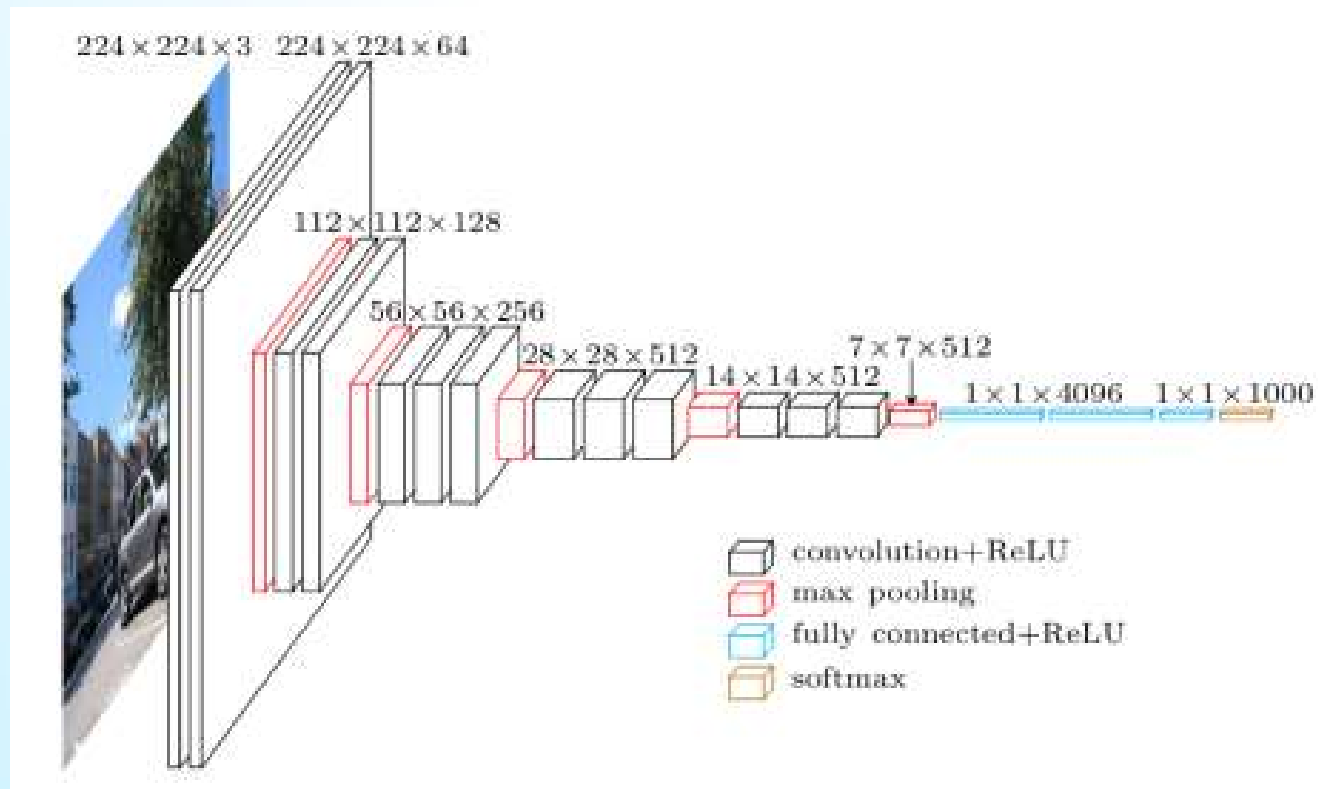 224×224×3
224×224×64
112×112×128
56×56×256
28×28×512
14×14×512
7×7×512
1×1×4096
1×1×1000
convolution+ReLU
max pooling
fully connected+ReLU
softmax